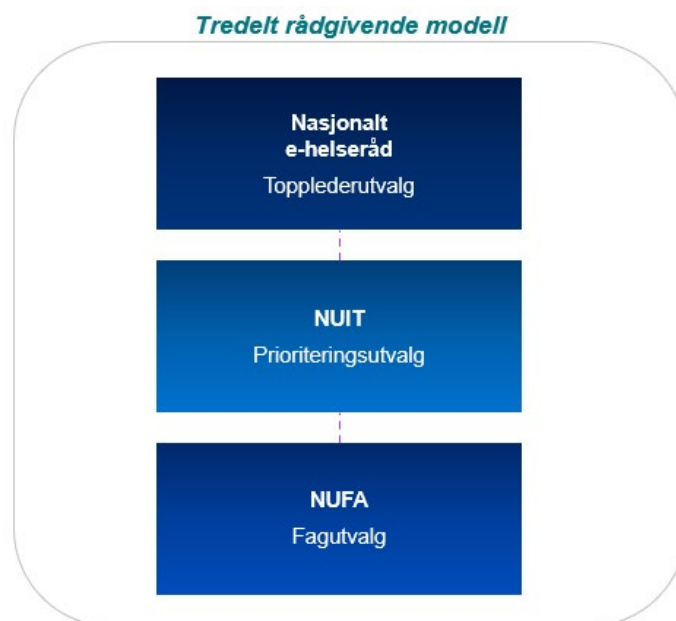 Tredelt rådgivende modell
Nasjonalt
e-helseråd
Topplederutvalg
NUIT
Prioriteringsutvalg
NUFA
Fagutvalg